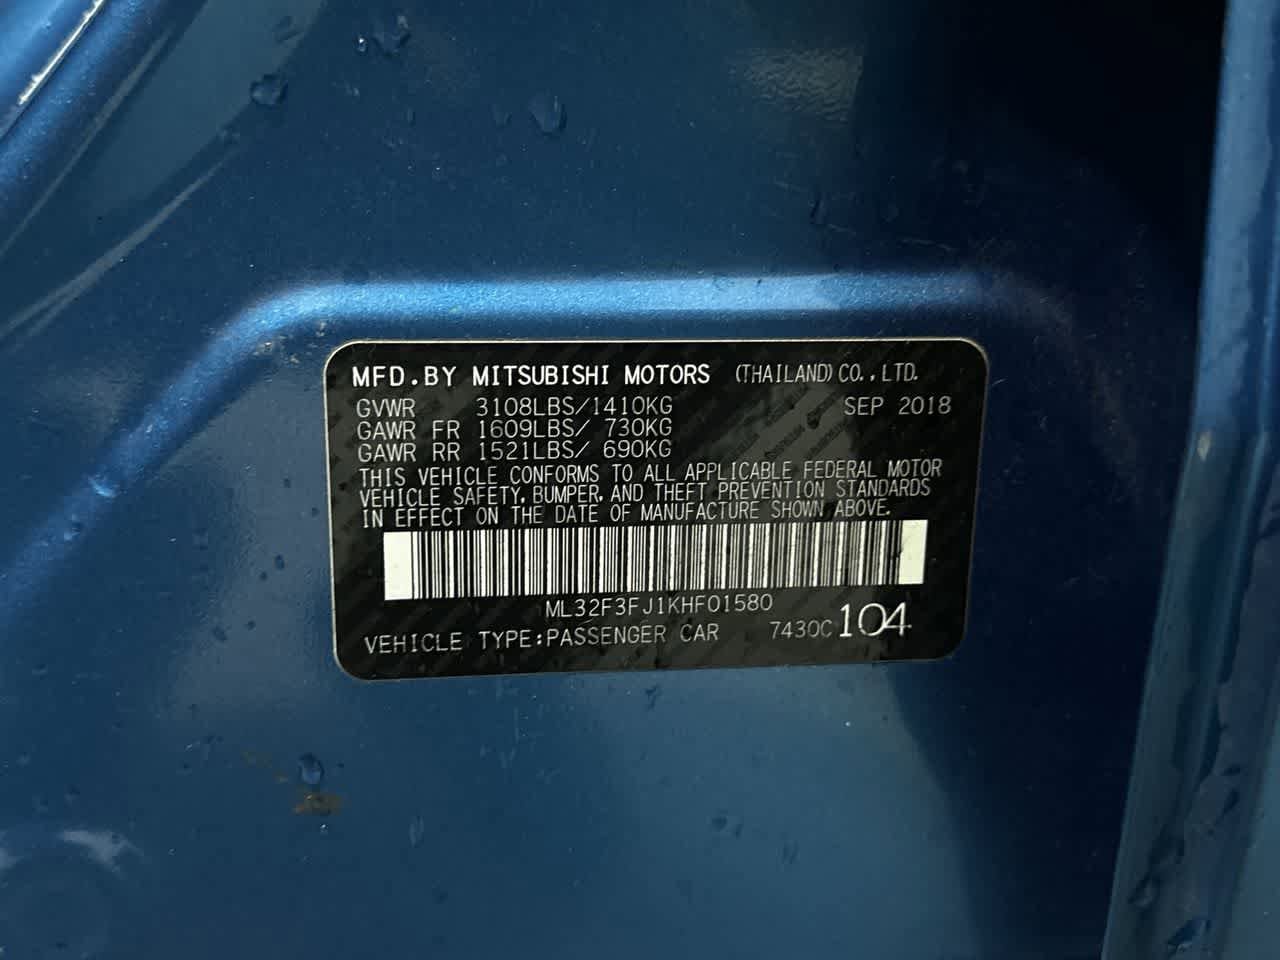 MFD.BY MITSUBISHI MOTORS (THAILAND)CO.,LTD.
GVWR 3108LBS/1410KG SEP 2018
GAWR FR 1609LBS/ 730KG
GAWR RR 1521LBS/ 690KG
THIS VEHICLE CONFORMS TO ALL APPLICABLE FEDERAL MOTOR
VEHICLE SAFETY, BUMPER, AND THEFT PREVENTION STANDARDS
IN EFFECT ON THE DATE OF MANUFACTURE SHOWN ABOVE.
ML32F3FJ1KHF01580
VEHICLE TYPE:PASSENGER CAR 7430C 104